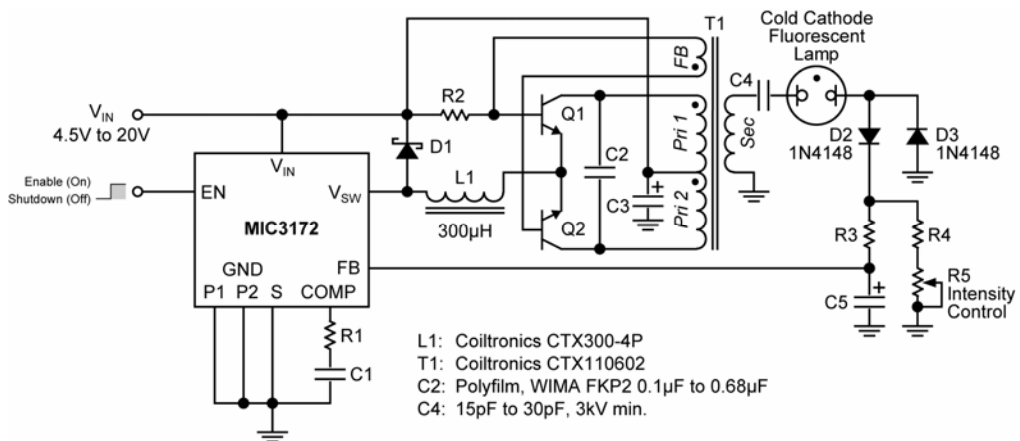 T1
Cold Cathode
Fluorescent
Lamp
FB
C4
R2
VIN
4.5V to 20V
Q1
Pri 1
Sec
D2
1N4148
D3
1N4148
D1
VIN
L1
C2
Enable (On)
Shutdown (Off)
EN
VSW
C3
Pri 2
300µH
Q2
MIC3172
R3
R4
GND
FB
P1 P2 S COMP
R5
Intensity
Control
C5
R1
C1
L1: Coiltronics CTX300-4P
T1: Coiltronics CTX110602
C2: Polyfilm, WIMA FKP2 0.1µF to 0.68µF
C4: 15pF to 30pF, 3kV min.